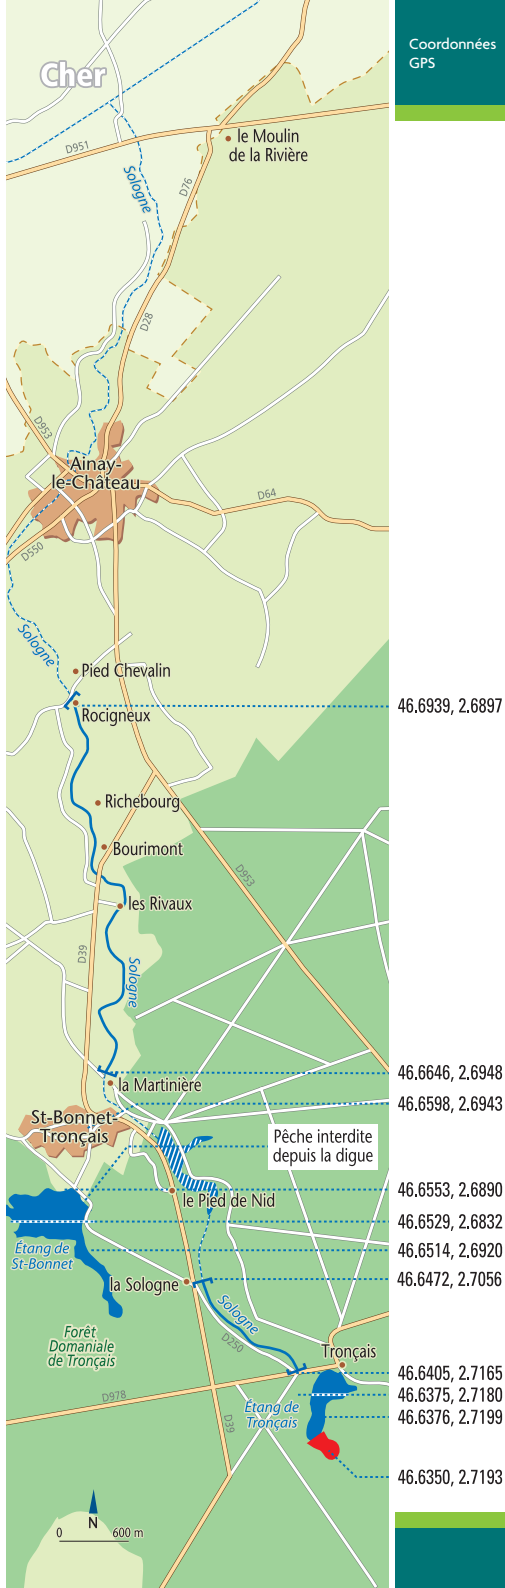 Coordonnées
GPS
Cher
D951
le Moulin
de la Rivière
Sologne
D76
D28
D953
Ainay-
le-Château
D64
D550
Sologne
Pied Chevalin
Rocigneux
46.6939, 2.6897
Richebourg
Bourimont
D953
les Rivaux
D39
Sologne
46.6646, 2.6948
la Martinière
46.6598, 2.6943
St-Bonnet-
Tronçais
Pêche interdite
depuis la digue
46.6553, 2.6890
le Pied de Nid
46.6529, 2.6832
Étang de
St-Bonnet
46.6514, 2.6920
46.6472, 2.7056
la Sologne
Sologne
Forêt
Domaniale
de Tronçais
D250
Tronçais
46.6405, 2.7165
46.6375, 2.7180
D978
Étang de
Tronçais
D39
46.6376, 2.7199
46.6350, 2.7193
N
0 600 m